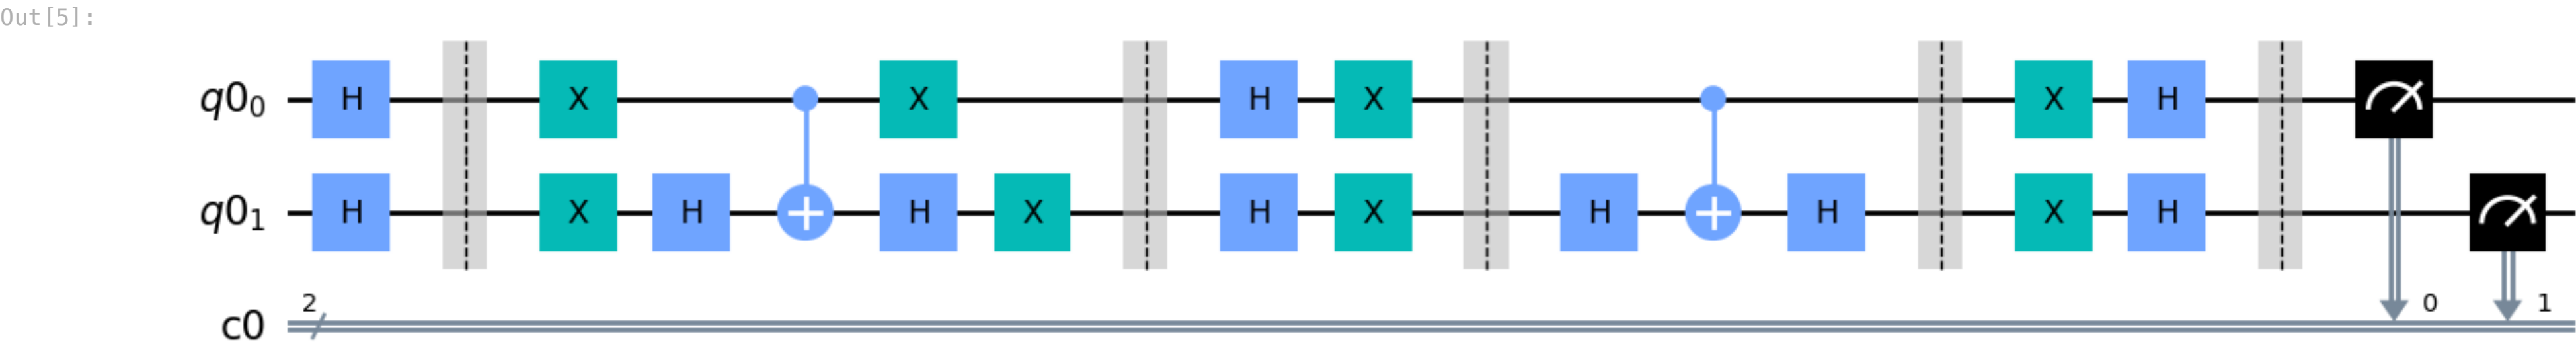 Out[5]:
q0₀ H X X H X X H
q0₁ H X H H X H X H H X H
c0 2 0 1